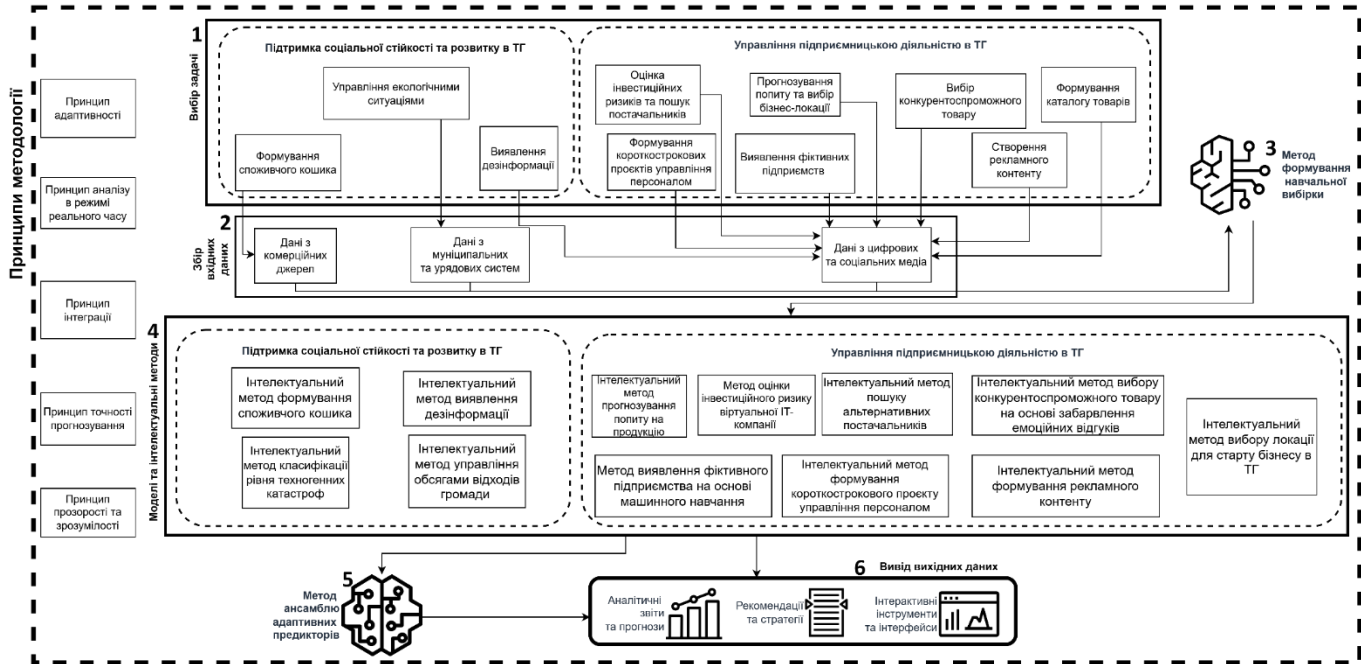 Принципи методології
Принцип
адаптивності
Принцип аналізу
в режимі
реального часу
Принцип
інтеграції
Принцип точності
прогнозування
Принцип
прозорості та
зрозумілості
1
Вибір задачі
Підтримка соціальної стійкості та розвитку в ТГ
Управління екологічними
ситуаціями
Формування
споживчого кошика
Виявлення
дезінформації
Управління підприємницькою діяльністю в ТГ
Оцінка
інвестиційних
ризиків та пошук
постачальників
Прогнозування
попиту та вибір
бізнес-локації
Вибір
конкурентоспроможного
товару
Формування
каталогу товарів
Формування
короткострокових
проєктів управління
персоналом
Виявлення фіктивних
підприємств
Створення
рекламного
контенту
2
Збір
вхідних
даних
Дані з
комерційних
джерел
Дані з
муніципальних
та урядових систем
Дані з цифрових
та соціальних медіа
3
Метод
формування
навчальної
вибірки
4
Моделі та інтелектуальні методи
Підтримка соціальної стійкості та розвитку в ТГ
Інтелектуальний
метод формування
споживчого кошика
Інтелектуальний
метод виявлення
дезінформації
Інтелектуальний
метод класифікації
рівня техногенних
катастроф
Інтелектуальний
метод управління
обсягами відходів
громади
Управління підприємницькою діяльністю в ТГ
Інтелектуальний
метод
прогнозування
попиту на
продукцію
Метод оцінки
інвестиційного ризику
віртуальної ІТ-
компанії
Інтелектуальний метод
пошуку
альтернативних
постачальників
Інтелектуальний метод вибору
конкурентоспроможного товару
на основі забарвлення
емоційних відгуків
Інтелектуальний
метод вибору локації
для старту бізнесу в
ТГ
Метод виявлення фіктивного
підприємства на основі
машинного навчання
Інтелектуальний метод
формування
короткострокового проєкту
управління персоналом
Інтелектуальний метод
формування рекламного
контенту
5
Метод
ансамблю
адаптивних
предикторів
6
Вивід вихідних даних
Аналітичні
звіти
та прогнози
Рекомендації
та стратегії
Інтерактивні
інструменти
та інтерфейси